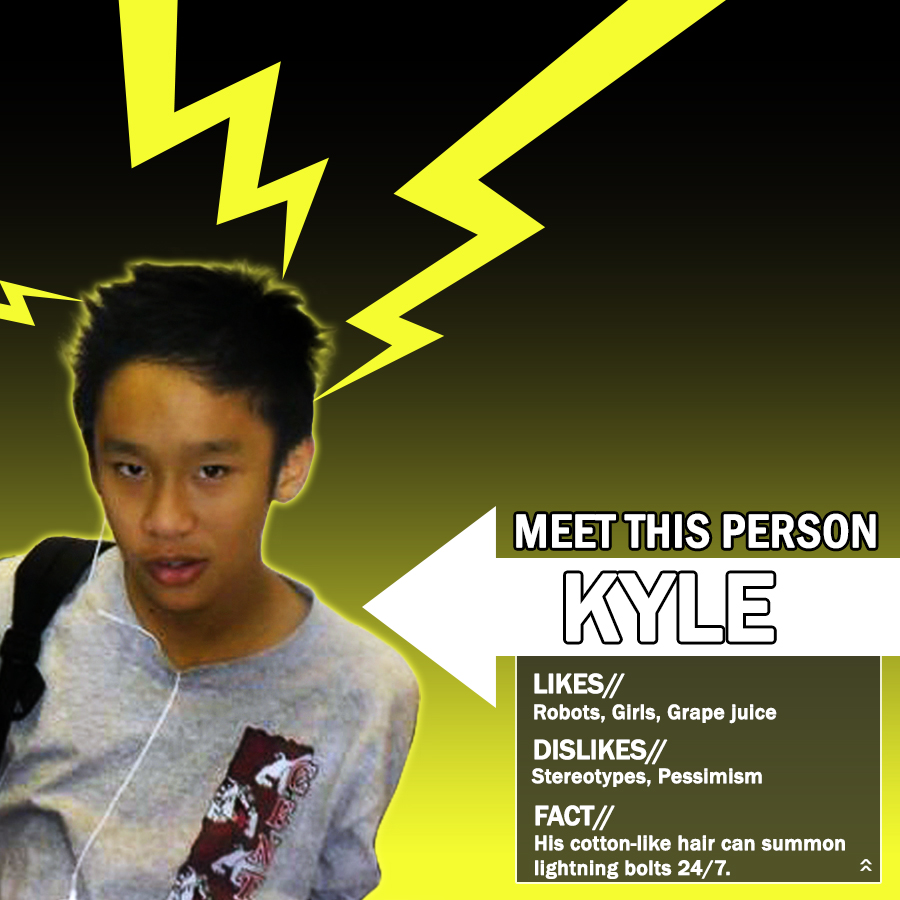 MEET THIS PERSON
KYLE
LIKES//
Robots, Girls, Grape juice
DISLIKES//
Stereotypes, Pessimism
FACT//
His cotton-like hair can summon
lightning bolts 24/7.